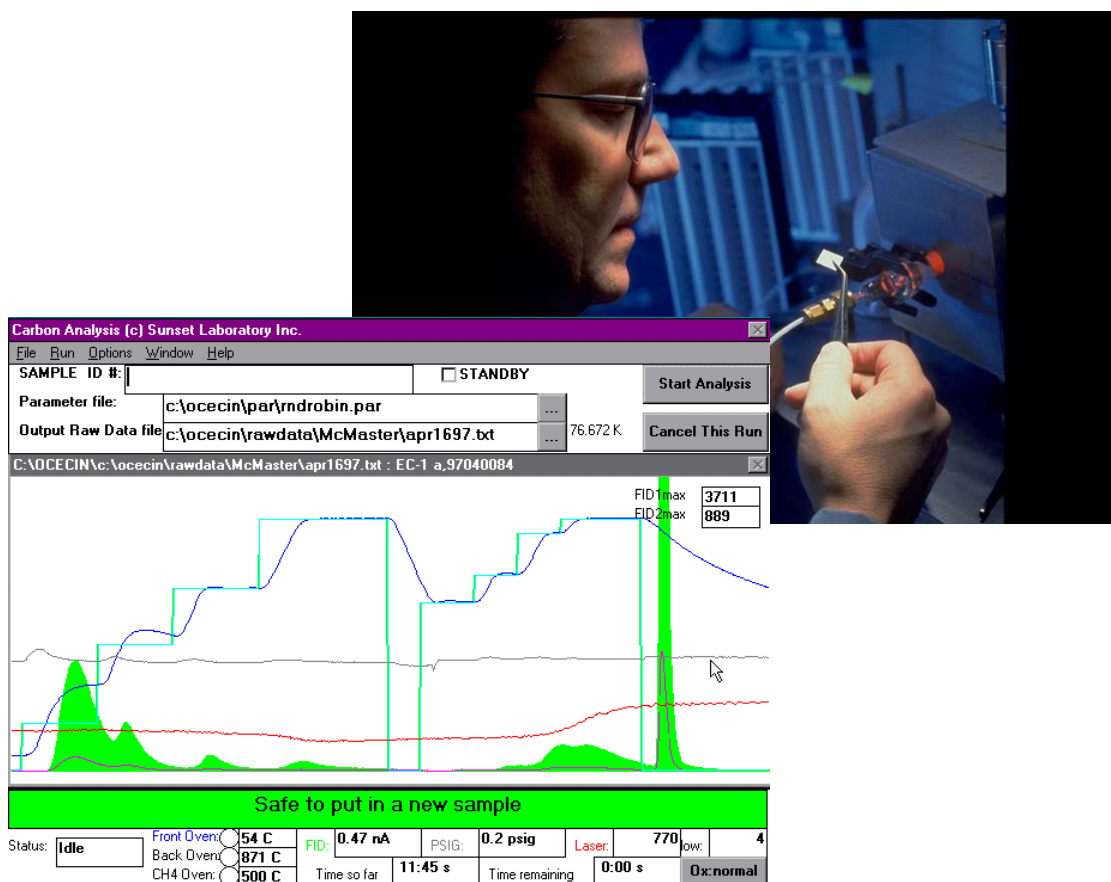 Carbon Analysis (c) Sunset Laboratory Inc.
File Run Options Window Help
SAMPLE ID #: STANDBY Start Analysis
Parameter file: c:\ocecin\par\rndrobin.par ...
Output Raw Data file c:\ocecin\rawdata\McMaster\apr1697.txt ... 76.672 K Cancel This Run
C:\OCECIN\c:\ocecin\rawdata\McMaster\apr1697.txt : EC-1 a,97040084
FID1max 3711
FID2max 889
Safe to put in a new sample
Status: Idle
Front Oven: 54 C
Back Oven: 871 C
CH4 Oven: 500 C
FID: 0.47 nA PSIG: 0.2 psig Laser: 770 low: 4
Time so far 11:45 s Time remaining 0:00 s Ox:normal